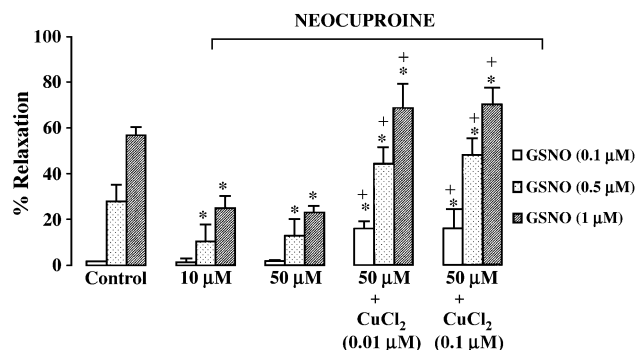 NEOCUPROINE
% Relaxation
100
80
60
40
20
0
+
*
+
*
+
*
+
*
+
*
+
*
*
*
*
*
GSNO (0.1 µM)
GSNO (0.5 µM)
GSNO (1 µM)
Control 10 µM 50 µM 50 µM 50 µM
+ +
CuCl2 CuCl2
(0.01 µM) (0.1 µM)